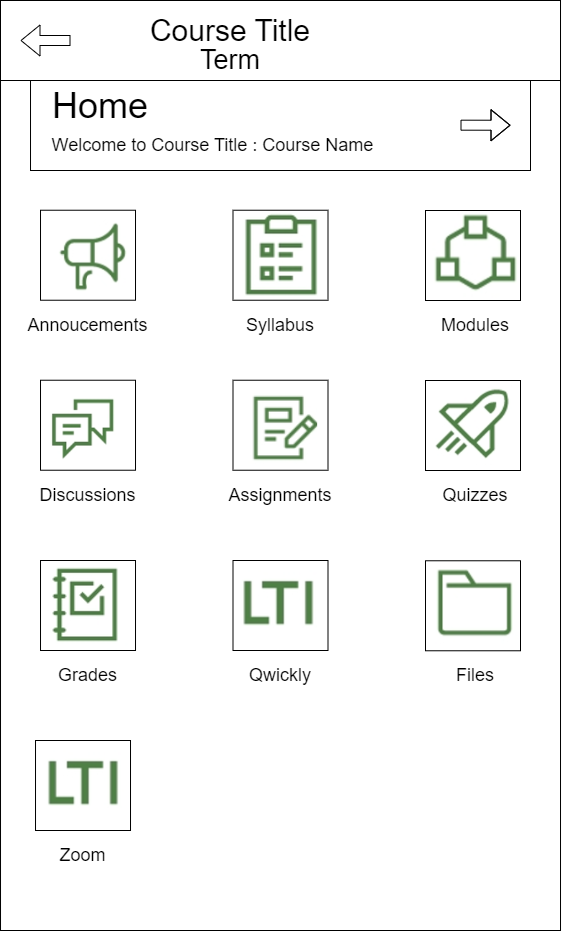 Course Title
Term
Home
Welcome to Course Title : Course Name
Annoucements
Syllabus
Modules
Discussions
Assignments
Quizzes
LTI
Grades
Qwickly
Files
LTI
Zoom